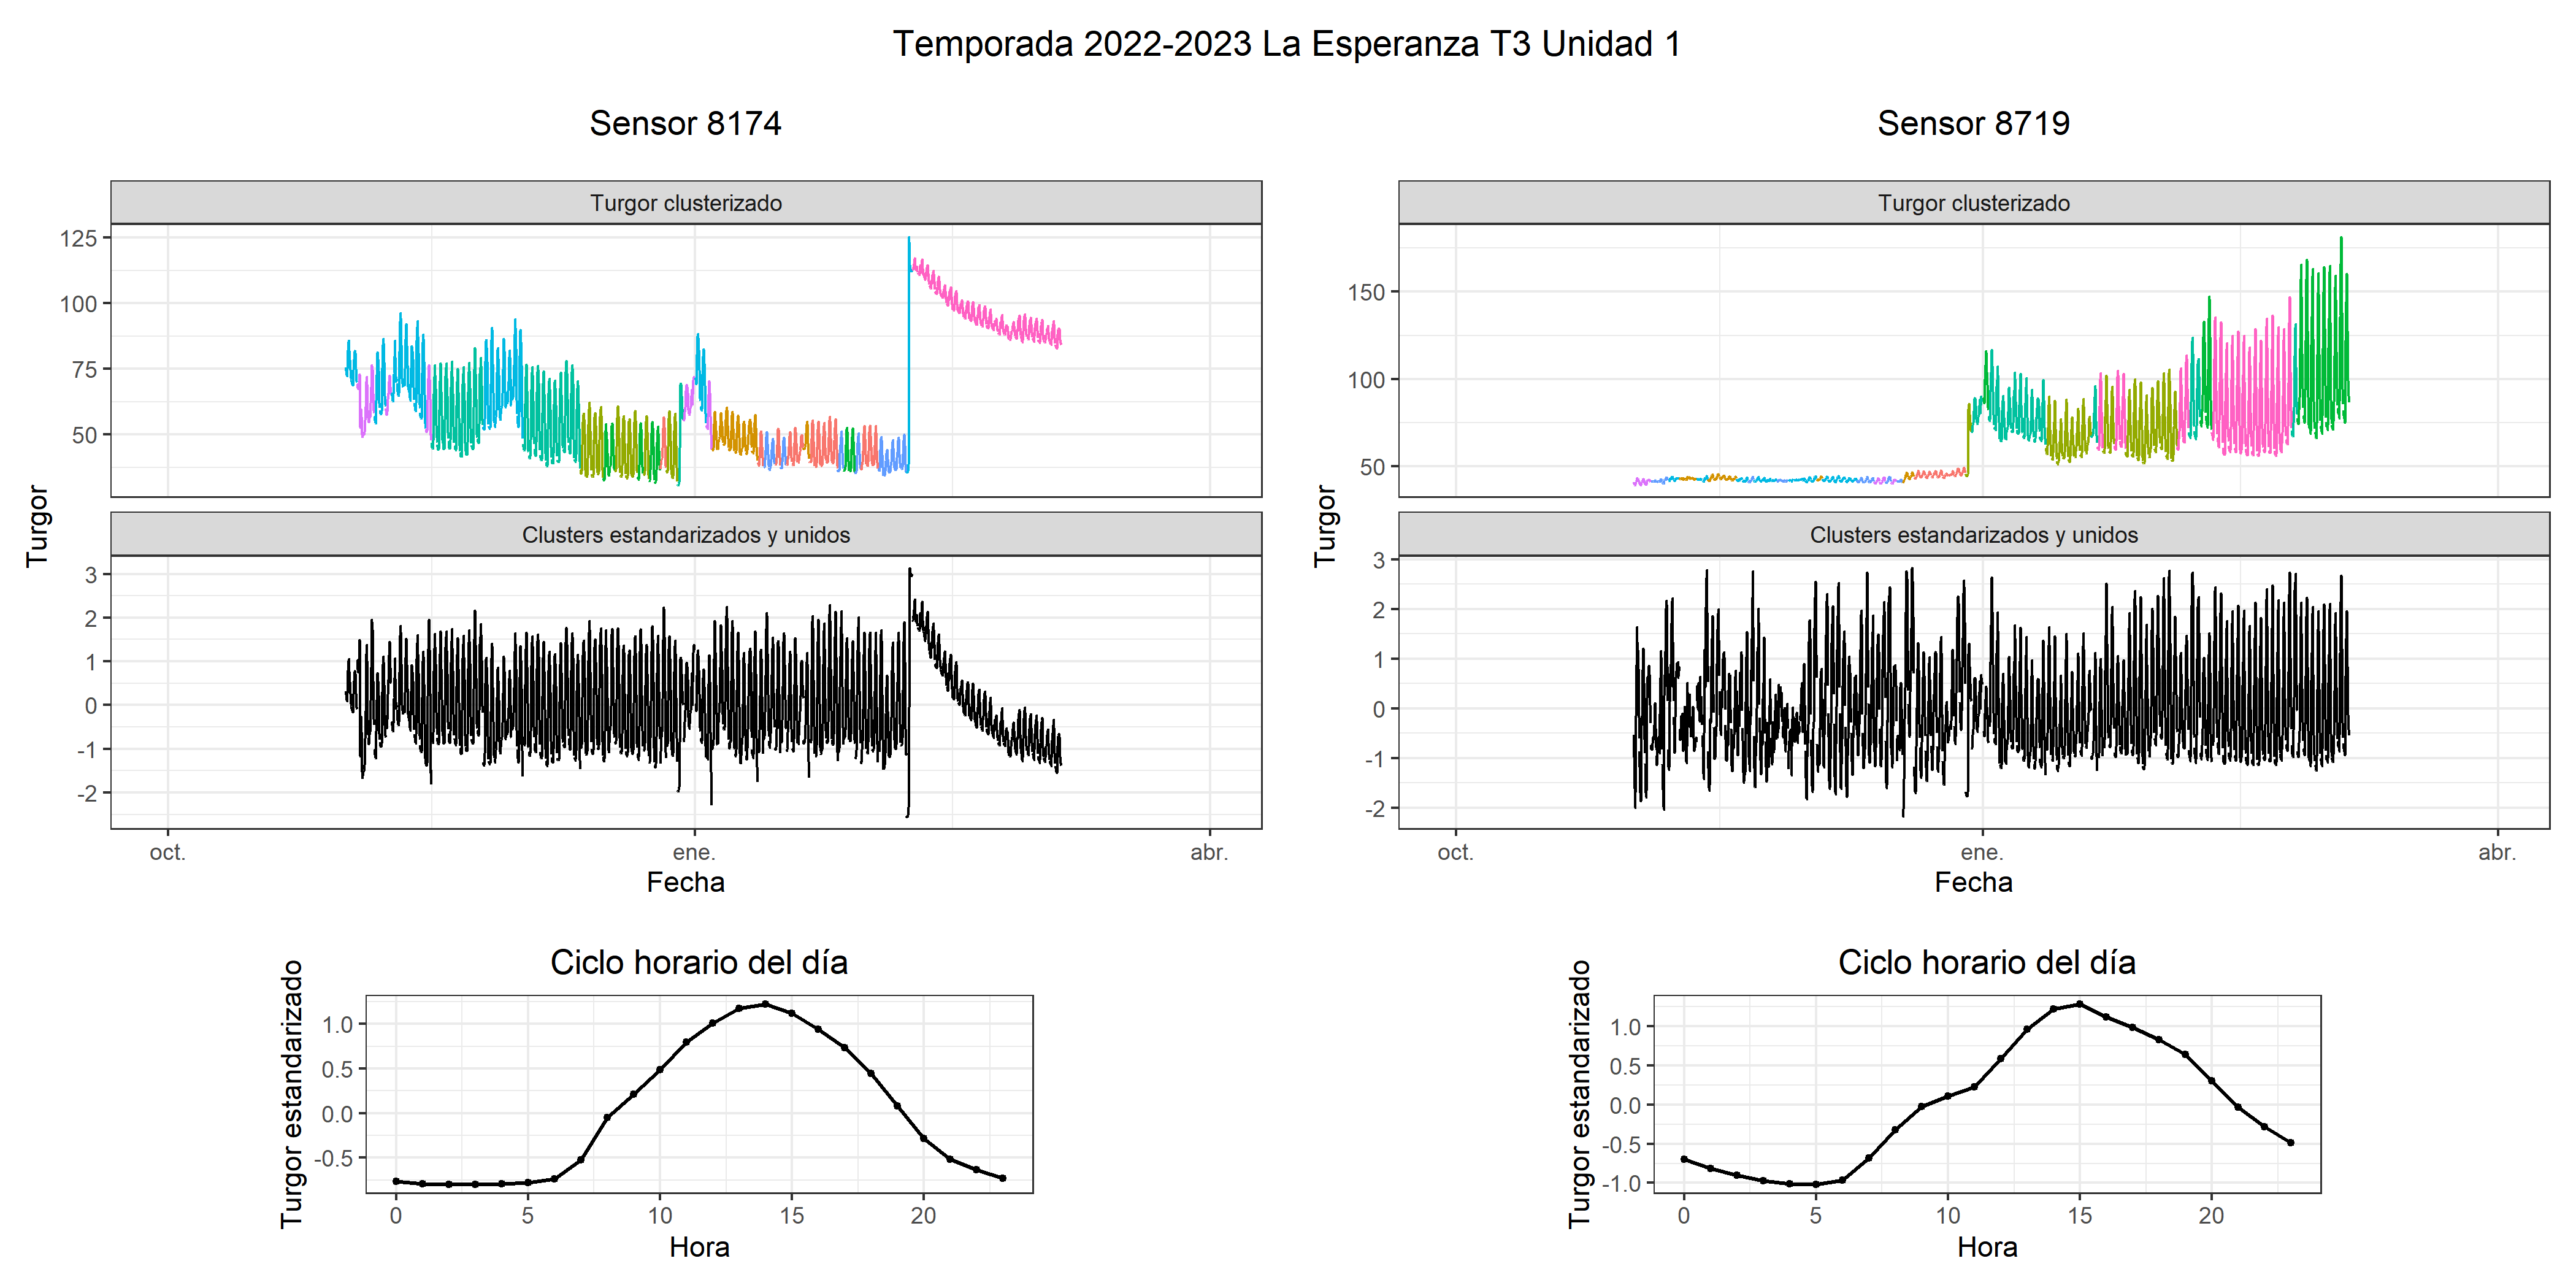 Temporada 2022-2023 La Esperanza T3 Unidad 1
Sensor 8174
Turgor clusterizado
125
100
75
50
Turgor
Clusters estandarizados y unidos
3
2
1
0
-1
-2
oct.
ene.
abr.
Fecha
Ciclo horario del día
Turgor estandarizado
1.0
0.5
0.0
-0.5
0
5
10
15
20
Hora
Sensor 8719
Turgor clusterizado
150
100
50
Turgor
Clusters estandarizados y unidos
3
2
1
0
-1
-2
oct.
ene.
abr.
Fecha
Ciclo horario del día
Turgor estandarizado
1.0
0.5
0.0
-0.5
-1.0
0
5
10
15
20
Hora